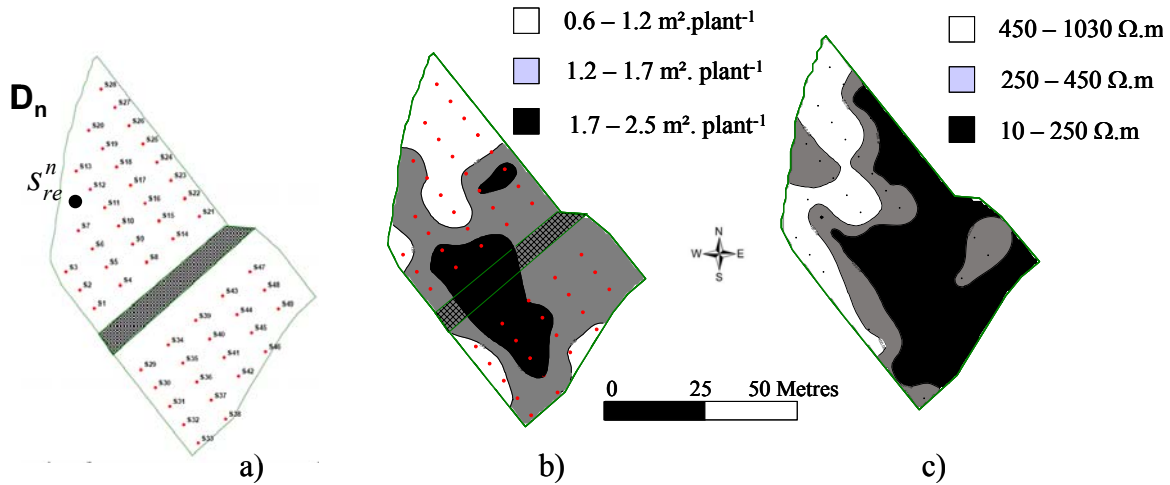 D_n
S_re^n
S28
S27
S20
S26
S19
S25
S13
S18
S24
S12
S17
S23
S11
S16
S22
S7
S10
S15
S21
S6
S9
S14
S3
S5
S8
S2
S4
S1
S47
S43
S48
S39
S44
S49
S34
S40
S45
S29
S35
S41
S46
S30
S36
S42
S31
S37
S32
S38
S33
a)
0.6 – 1.2 m².plant⁻¹
1.2 – 1.7 m². plant⁻¹
1.7 – 2.5 m². plant⁻¹
b)
N
W E
S
0 25 50 Metres
450 – 1030 Ω.m
250 – 450 Ω.m
10 – 250 Ω.m
c)